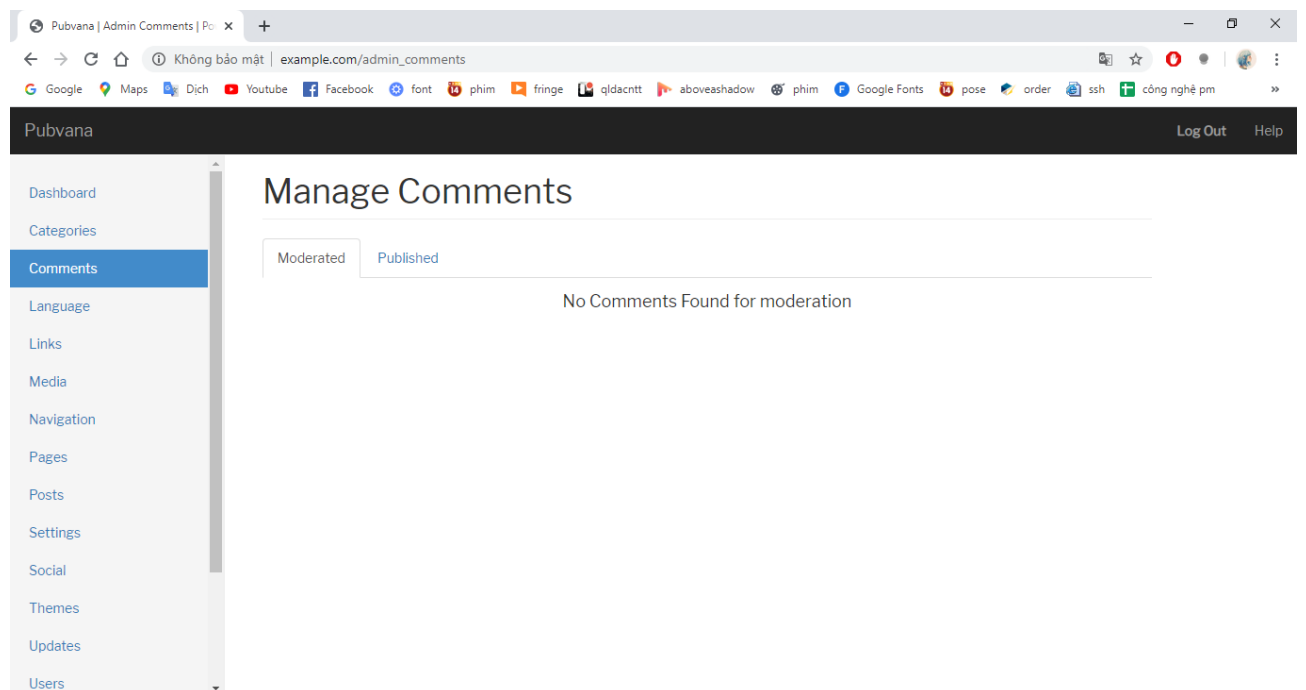 Pubvana | Admin Comments | Po
Không bảo mật | example.com/admin_comments
Google Maps Dịch Youtube Facebook font phim fringe qldacntt aboveashadow phim Google Fonts pose order ssh công nghệ pm »
Pubvana Log Out Help
Dashboard
Categories
Comments
Language
Links
Media
Navigation
Pages
Posts
Settings
Social
Themes
Updates
Users
Manage Comments
Moderated Published
No Comments Found for moderation